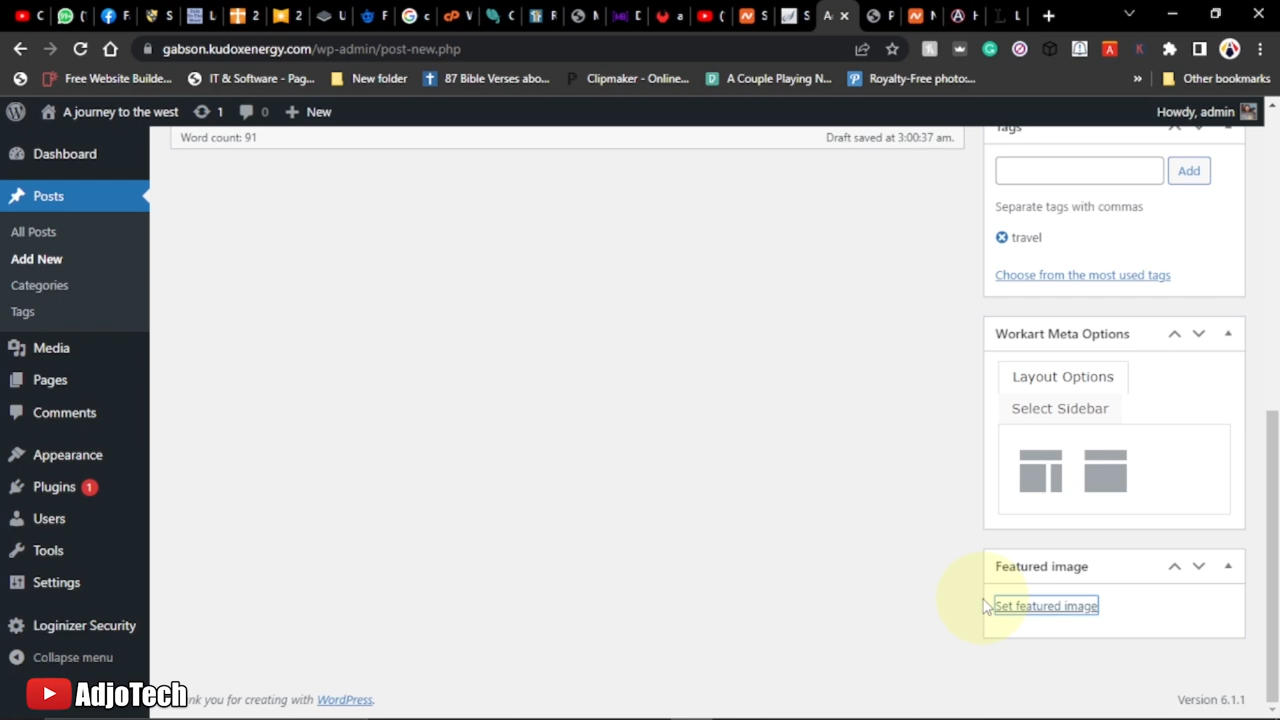 gabson.kudoxenergy.com/wp-admin/post-new.php
Free Website Builde...
IT & Software - Pag...
New folder
87 Bible Verses abo...
Clipmaker - Online...
A Couple Playing N...
Royalty-Free photo:...
»
Other bookmarks
A journey to the west
1
0
New
Howdy, admin
Dashboard
Posts
All Posts
Add New
Categories
Tags
Media
Pages
Comments
Appearance
Plugins 1
Users
Tools
Settings
Loginizer Security
Collapse menu
Word count: 91
Draft saved at 3:00:37 am.
Tags
Add
Separate tags with commas
travel
Choose from the most used tags
Workart Meta Options
Layout Options
Select Sidebar
Featured image
Set featured image
AdjoTech
nk you for creating with WordPress.
Version 6.1.1